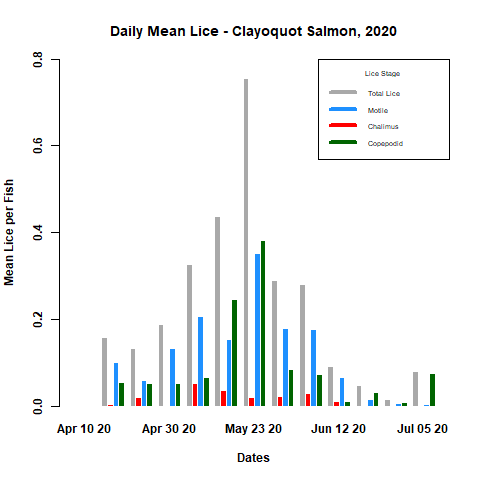 Daily Mean Lice - Clayoquot Salmon, 2020
Lice Stage
Total Lice
Motile
Chalimus
Copepodid
Mean Lice per Fish
0.8
0.6
0.4
0.2
0.0
Apr 10 20 Apr 30 20 May 23 20 Jun 12 20 Jul 05 20
Dates